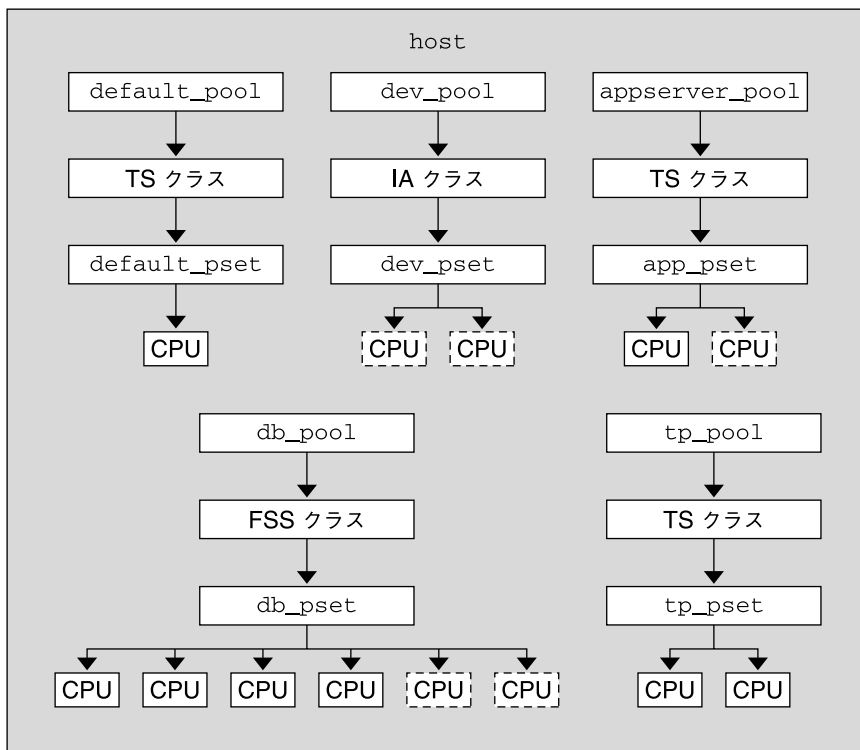 host
default_pool
dev_pool
appserver_pool
TS クラス
IA クラス
TS クラス
default_pset
dev_pset
app_pset
CPU
CPU
CPU
CPU
CPU
db_pool
tp_pool
FSS クラス
TS クラス
db_pset
tp_pset
CPU
CPU
CPU
CPU
CPU
CPU
CPU
CPU